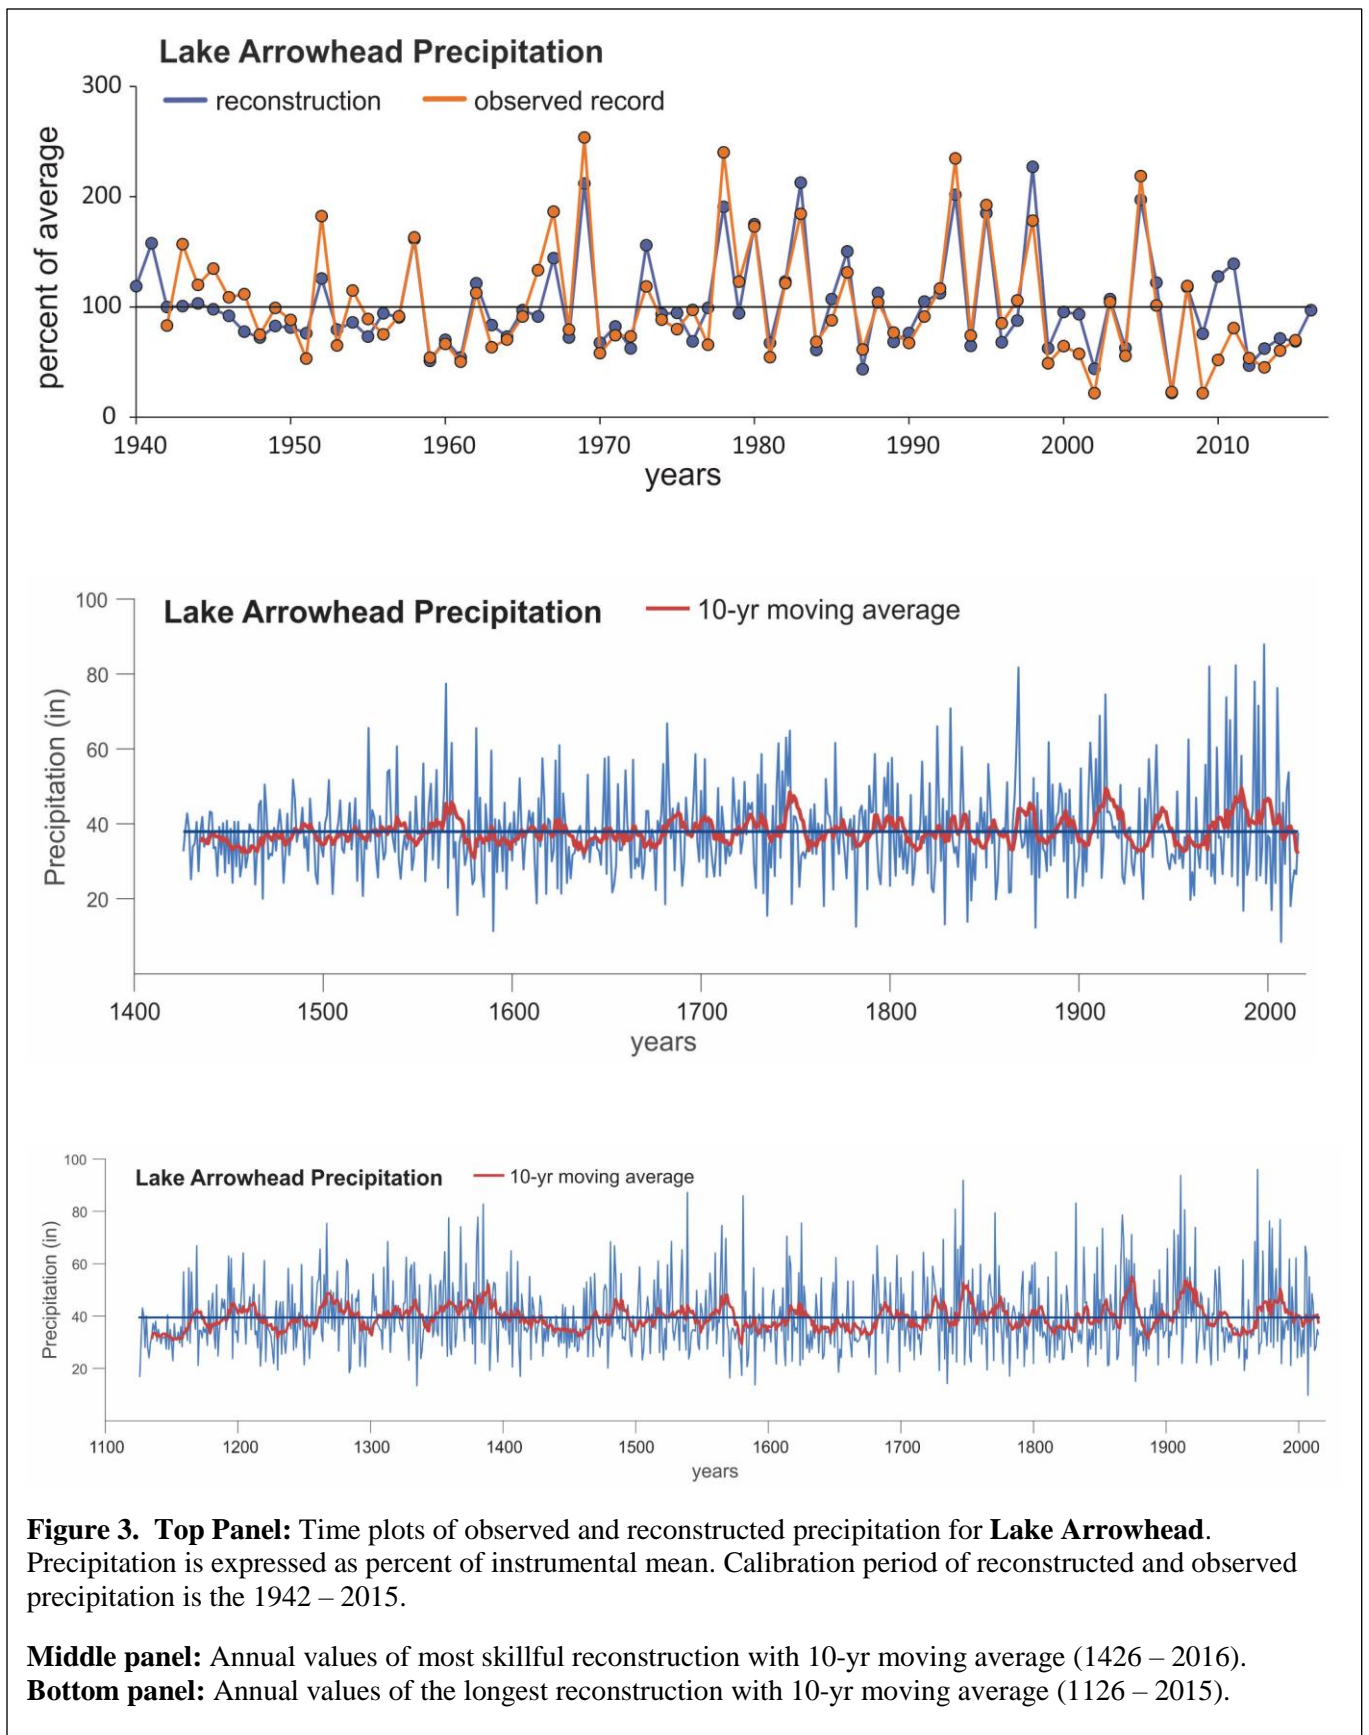 Lake Arrowhead Precipitation
300
reconstruction observed record
200
100
0
percent of average
1940 1950 1960 1970 1980 1990 2000 2010
years
100
Lake Arrowhead Precipitation 10-yr moving average
80
60
40
20
Precipitation (in)
1400 1500 1600 1700 1800 1900 2000
years
100
Lake Arrowhead Precipitation 10-yr moving average
80
60
40
20
Precipitation (in)
1100 1200 1300 1400 1500 1600 1700 1800 1900 2000
years
Figure 3. Top Panel: Time plots of observed and reconstructed precipitation for Lake Arrowhead.
Precipitation is expressed as percent of instrumental mean. Calibration period of reconstructed and observed
precipitation is the 1942 – 2015.
Middle panel: Annual values of most skillful reconstruction with 10-yr moving average (1426 – 2016).
Bottom panel: Annual values of the longest reconstruction with 10-yr moving average (1126 – 2015).